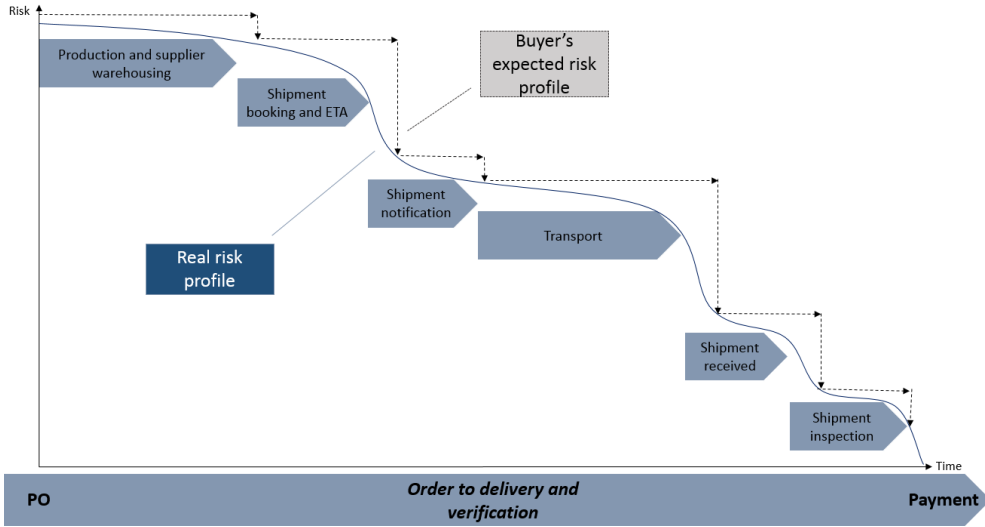 Risk
Production and supplier
warehousing
Shipment
booking and ETA
Buyer's
expected risk
profile
Shipment
notification
Transport
Real risk
profile
Shipment
received
Shipment
inspection
Time
PO
Order to delivery and
verification
Payment